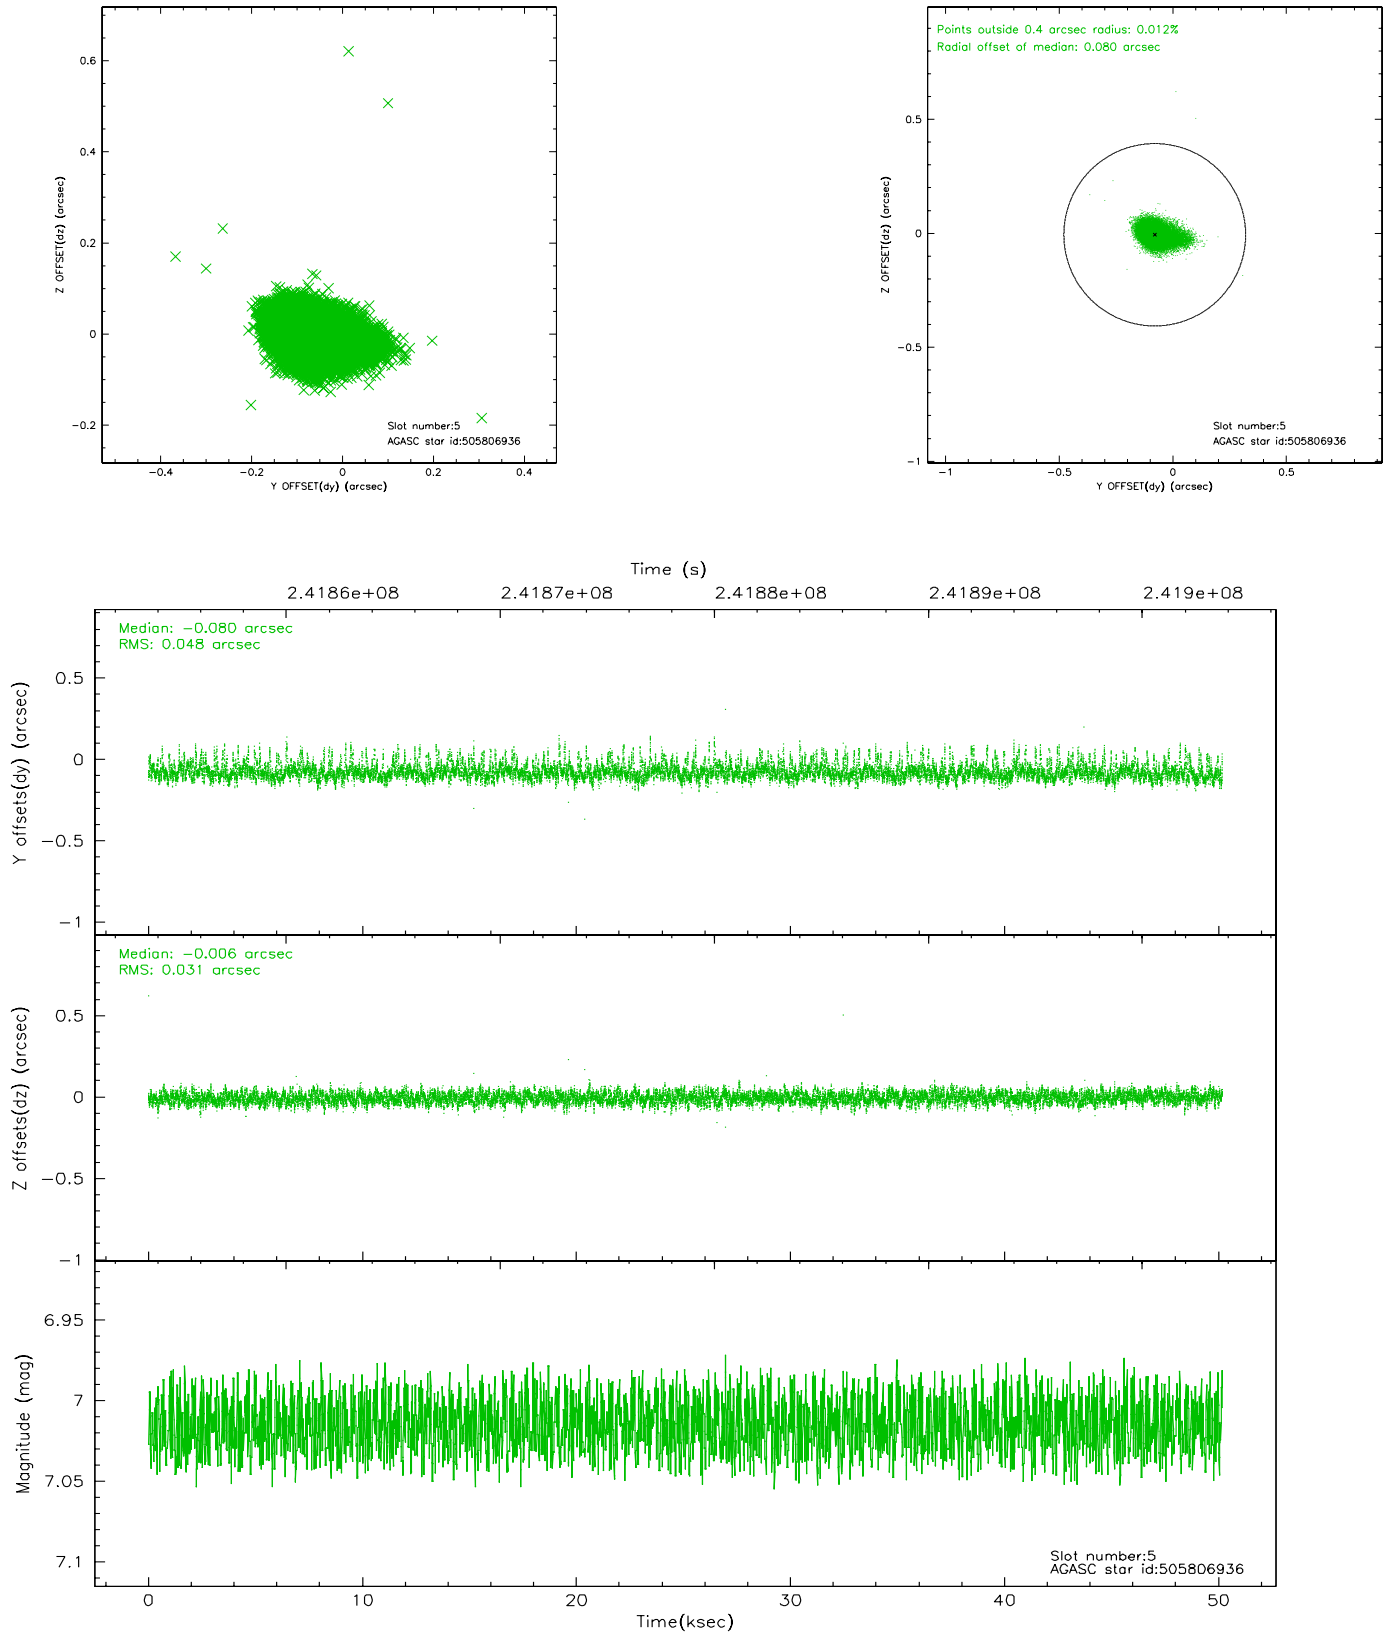 0.6
0.4
0.2
0
-0.2
Z OFFSET(dz) (arcsec)
Slot number:5
AGASC star id:505806936
-0.4 -0.2 0 0.2 0.4
Y OFFSET(dy) (arcsec)
Points outside 0.4 arcsec radius: 0.012%
Radial offset of median: 0.080 arcsec
0.5
0
-0.5
-1
Z OFFSET(dz) (arcsec)
Slot number:5
AGASC star id:505806936
-1 -0.5 0 0.5
Y OFFSET(dy) (arcsec)
Time (s)
2.4186e+08 2.4187e+08 2.4188e+08 2.4189e+08 2.419e+08
Median: -0.080 arcsec
RMS: 0.048 arcsec
0.5
0
-0.5
-1
Y offsets(dy) (arcsec)
Median: -0.006 arcsec
RMS: 0.031 arcsec
0.5
0
-0.5
-1
Z offsets(dz) (arcsec)
6.95
7
7.05
7.1
Magnitude (mag)
Slot number:5
AGASC star id:505806936
0 10 20 30 40 50
Time(ksec)